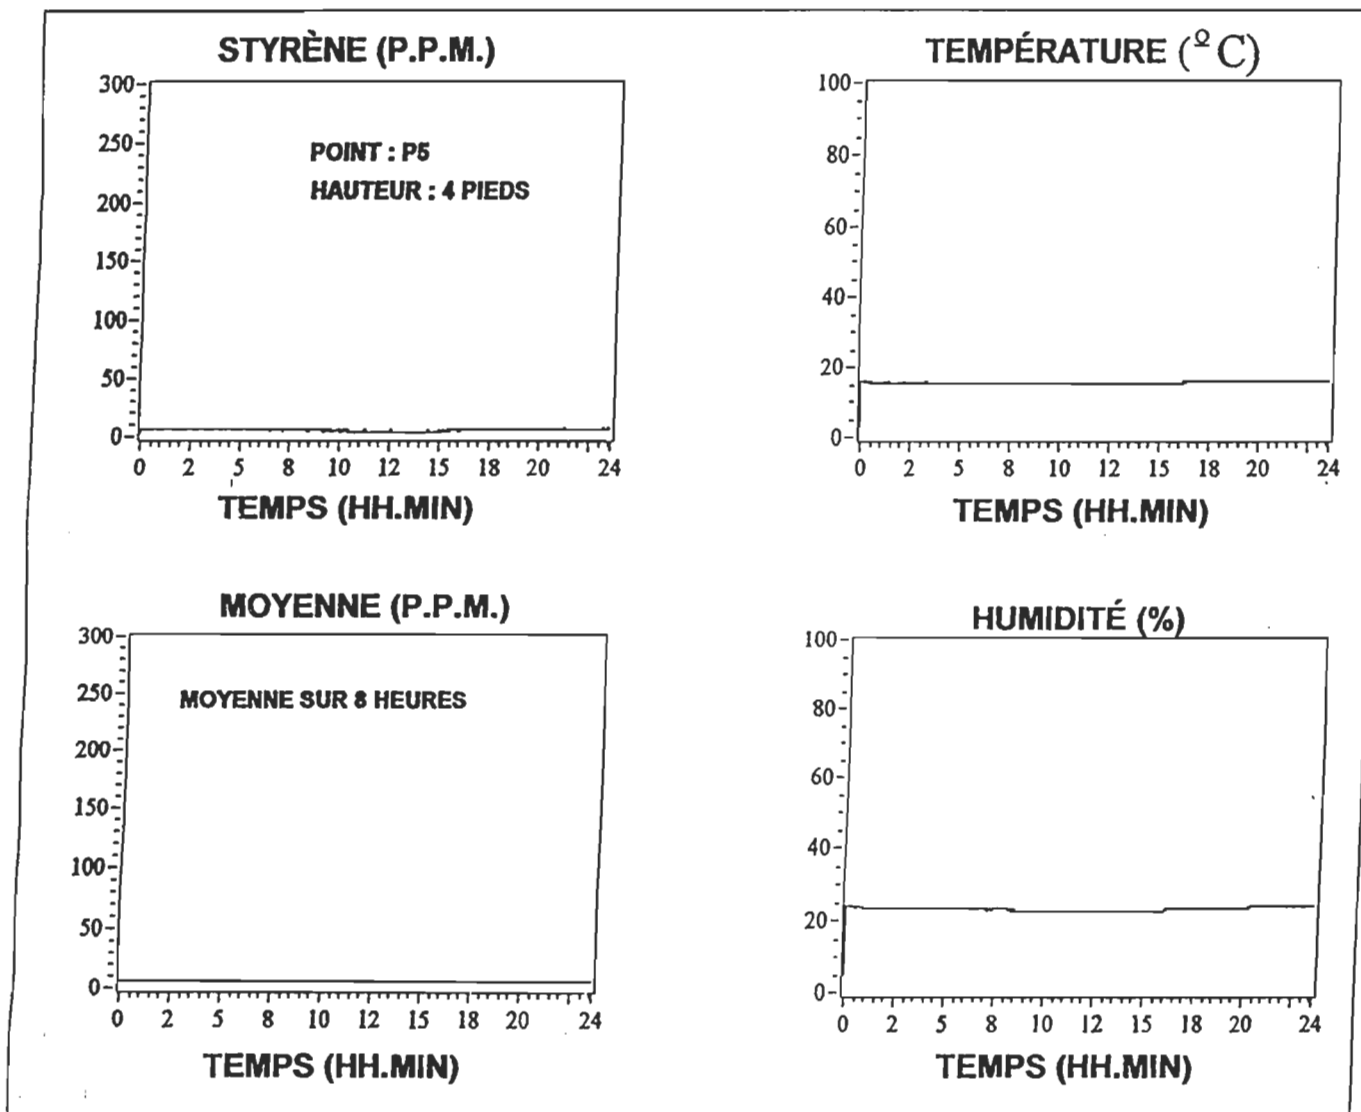 STYRÈNE (P.P.M.)
300
250
200
150
100
50
0
POINT : P5
HAUTEUR : 4 PIEDS
0 2 5 8 10 12 15 18 20 24
TEMPS (HH.MIN)
TEMPÉRATURE (ºC)
100
80
60
40
20
0
0 2 5 8 10 12 15 18 20 24
TEMPS (HH.MIN)
MOYENNE (P.P.M.)
300
250
200
150
100
50
0
MOYENNE SUR 8 HEURES
0 2 5 8 10 12 15 18 20 24
TEMPS (HH.MIN)
HUMIDITÉ (%)
100
80
60
40
20
0
0 2 5 8 10 12 15 18 20 24
TEMPS (HH.MIN)